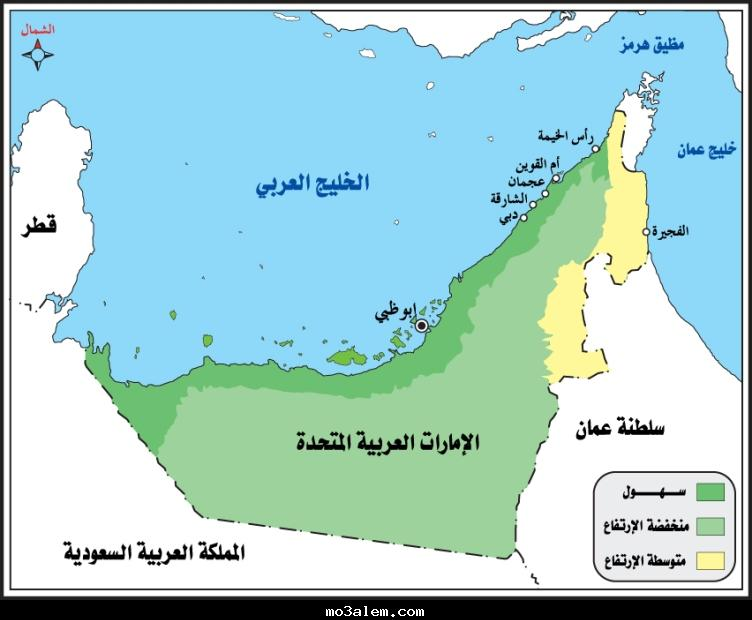 الشمال
مظيق هرمز
خليج عمان
رأس الخيمة
أم القوين
عجمان
الشارقة
دبي
الخليج العربي
قطر
الفجيرة
ابوظبي
سلطنة عمان
الإمارات العربية المتحدة
المملكة العربية السعودية
سهول
منخفضة الإرتفاع
متوسطة الإرتفاع
mo3alem.com